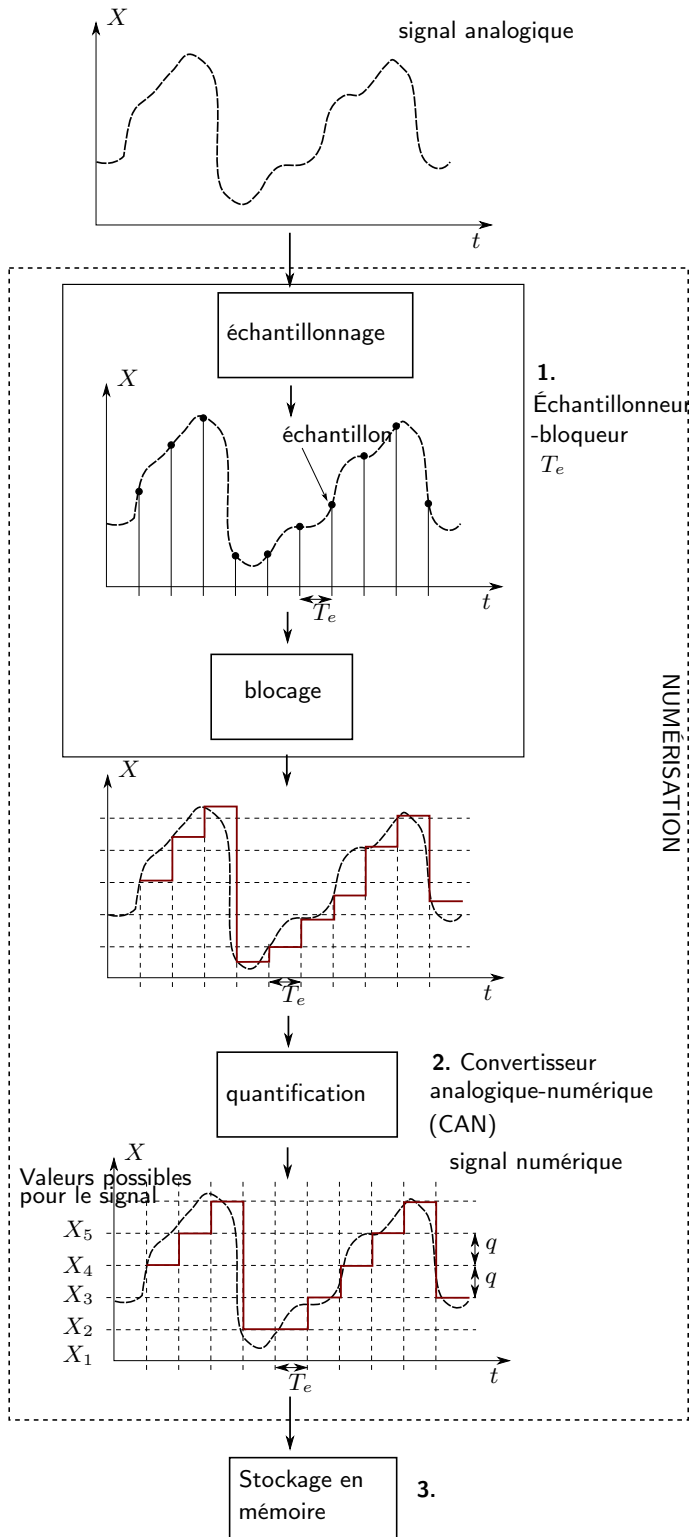 X
signal analogique
t
échantillonnage
1.
Échantillonneur
-bloqueur
T_e
X
échantillon
t
T_e
blocage
NUMÉRISATION
X
t
T_e
quantification
2. Convertisseur
analogique-numérique
(CAN)
signal numérique
X
Valeurs possibles
pour le signal
X_5
q
X_4
q
X_3
X_2
X_1
t
T_e
Stockage en
mémoire
3.